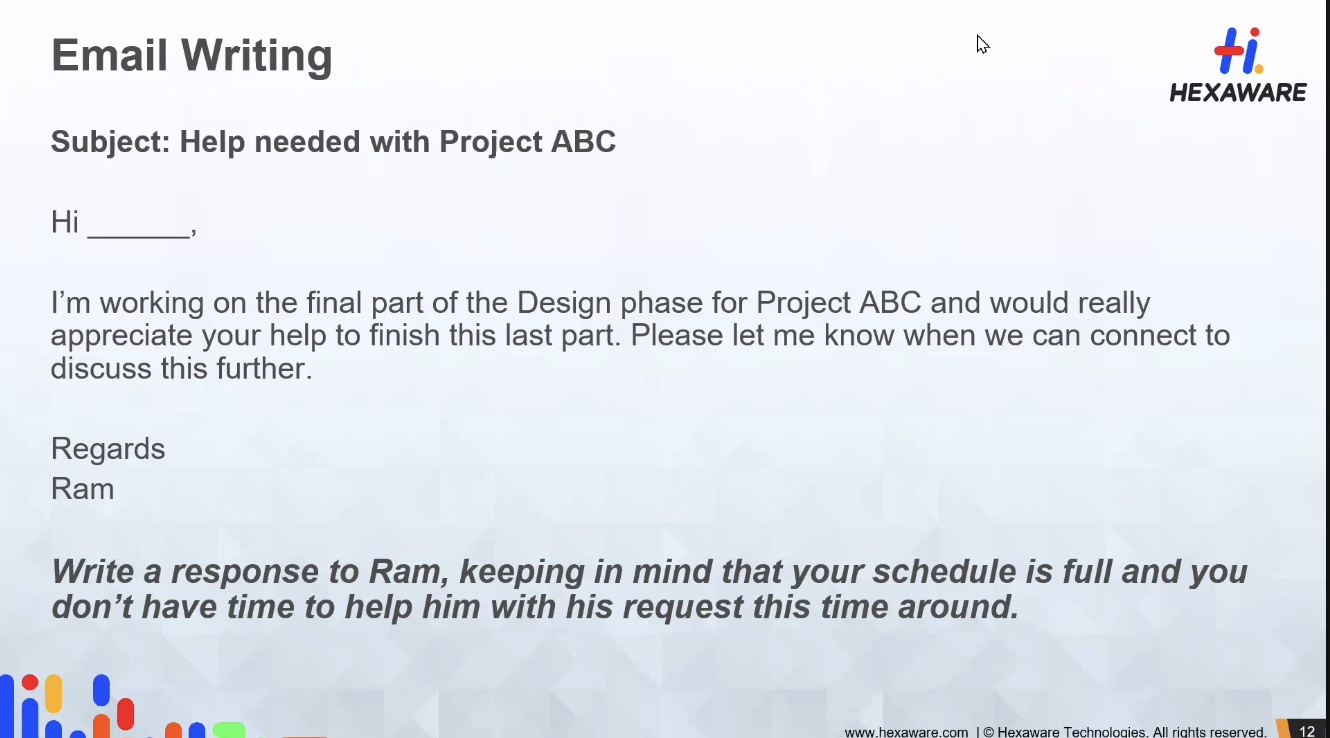 Email Writing
HEXAWARE
Subject: Help needed with Project ABC
Hi ______,
I’m working on the final part of the Design phase for Project ABC and would really
appreciate your help to finish this last part. Please let me know when we can connect to
discuss this further.
Regards
Ram
Write a response to Ram, keeping in mind that your schedule is full and you
don’t have time to help him with his request this time around.
www.hexaware.com | © Hexaware Technologies. All rights reserved. 12